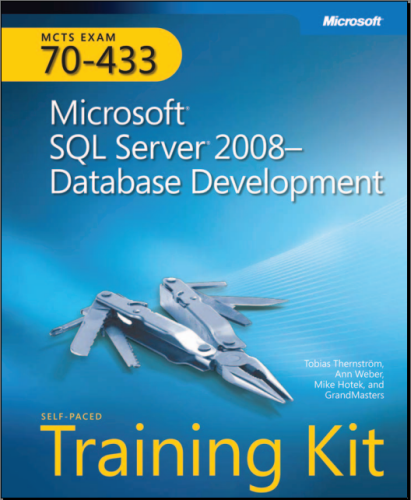 Microsoft®
MCTS EXAM
70-433
Microsoft®
SQL Server® 2008–
Database Development
Tobias Thernström,
Ann Weber,
Mike Hotek, and
GrandMasters
SELF-PACED
Training Kit